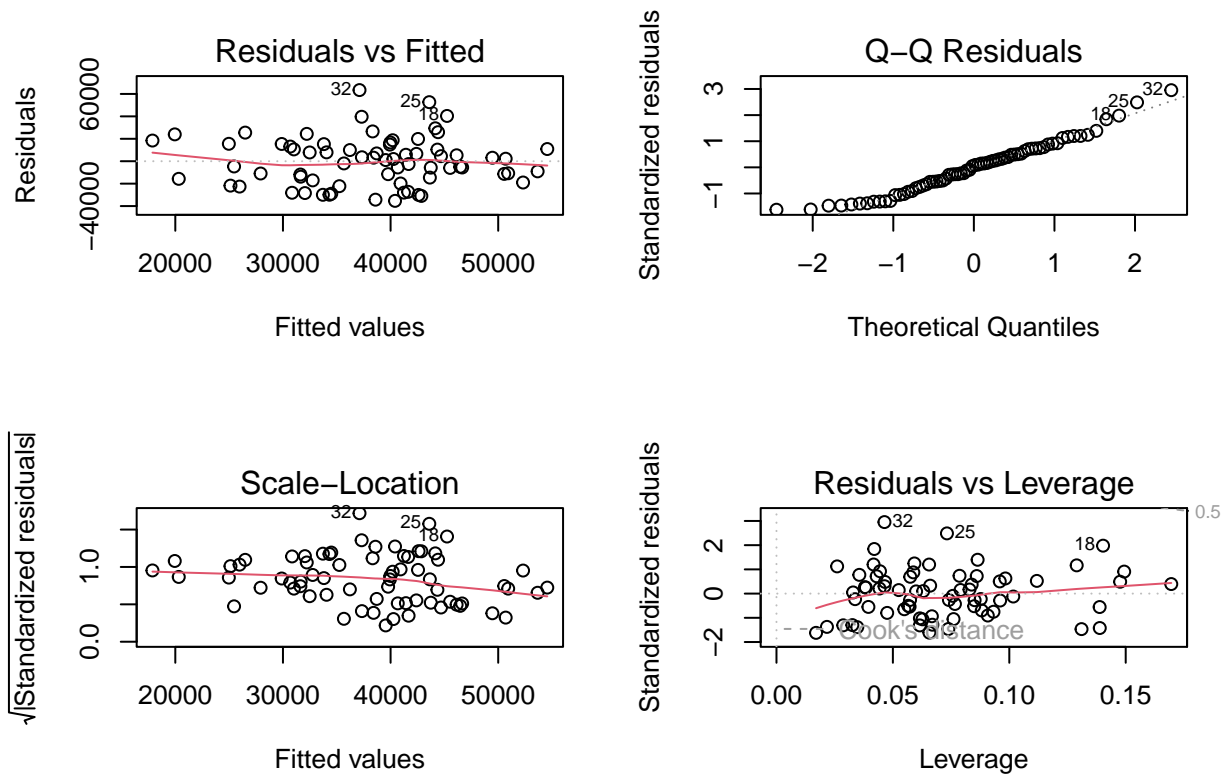 Residuals vs Fitted
Residuals
60000
−40000
32
25
18
20000 30000 40000 50000
Fitted values
Q−Q Residuals
Standardized residuals
3
1
−1
32
25
18
−2 −1 0 1 2
Theoretical Quantiles
Scale−Location
√|Standardized residuals|
1.0
0.0
32
25
18
20000 30000 40000 50000
Fitted values
Residuals vs Leverage
Standardized residuals
2
0
−2
32
25
18
0.5
Cook's distance
0.00 0.05 0.10 0.15
Leverage